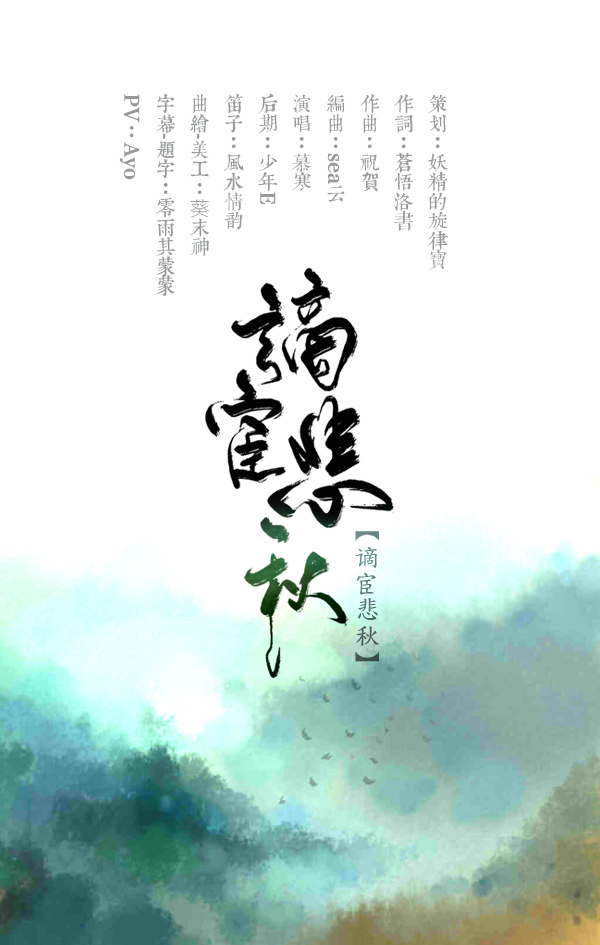 策划：妖精的旋律寶
作詞：蒼悟洛書
作曲：祝賀
編曲：sea云
演唱：慕寒
后期：少年E
笛子：風水情韵
曲繪-美工：葵末神
字幕-題字：零雨其蒙蒙
PV：Ayo
謫宦悲秋
【谪宦悲秋】